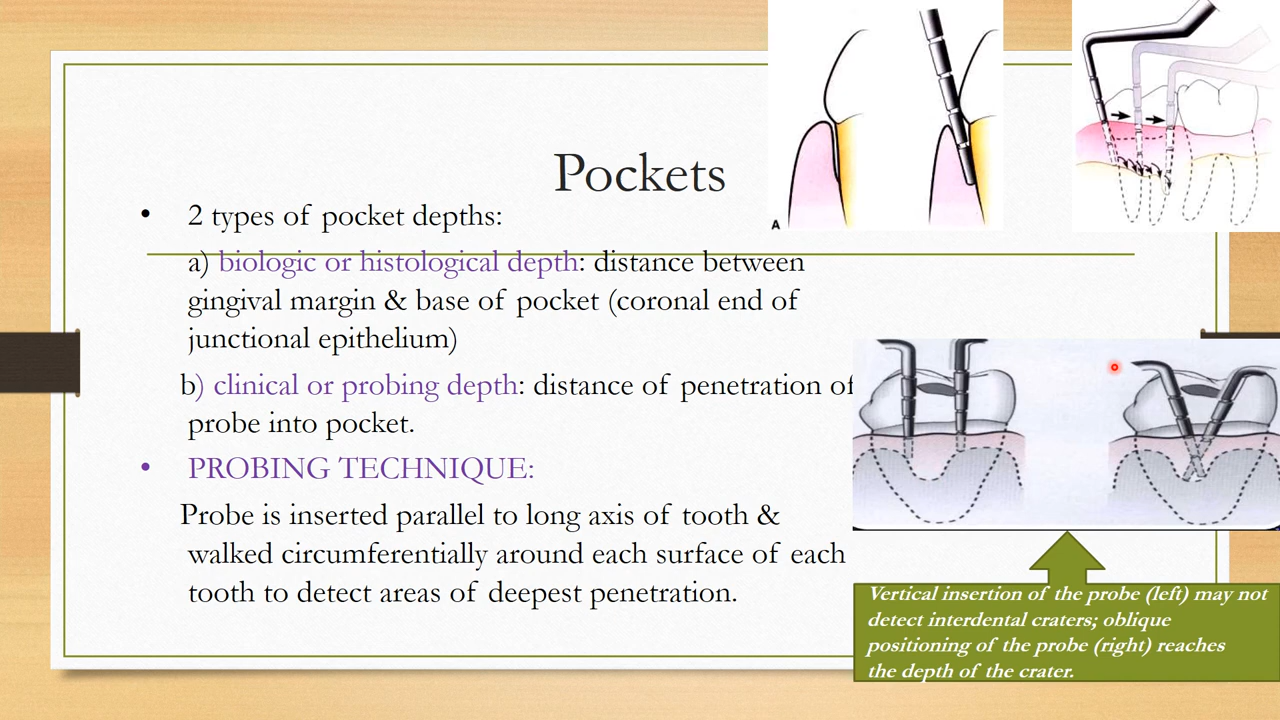 Pockets
• 2 types of pocket depths:
a) biologic or histological depth: distance between
gingival margin & base of pocket (coronal end of
junctional epithelium)
b) clinical or probing depth: distance of penetration of
probe into pocket.
• PROBING TECHNIQUE:
Probe is inserted parallel to long axis of tooth &
walked circumferentially around each surface of each
tooth to detect areas of deepest penetration.
A
Vertical insertion of the probe (left) may not
detect interdental craters; oblique
positioning of the probe (right) reaches
the depth of the crater.